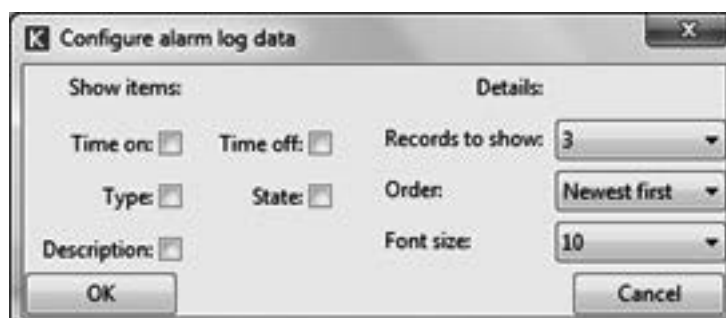 K Configure alarm log data x
Show items: Details:
Time on: Time off: Records to show: 3
Type: State: Order: Newest first
Description: Font size: 10
OK Cancel